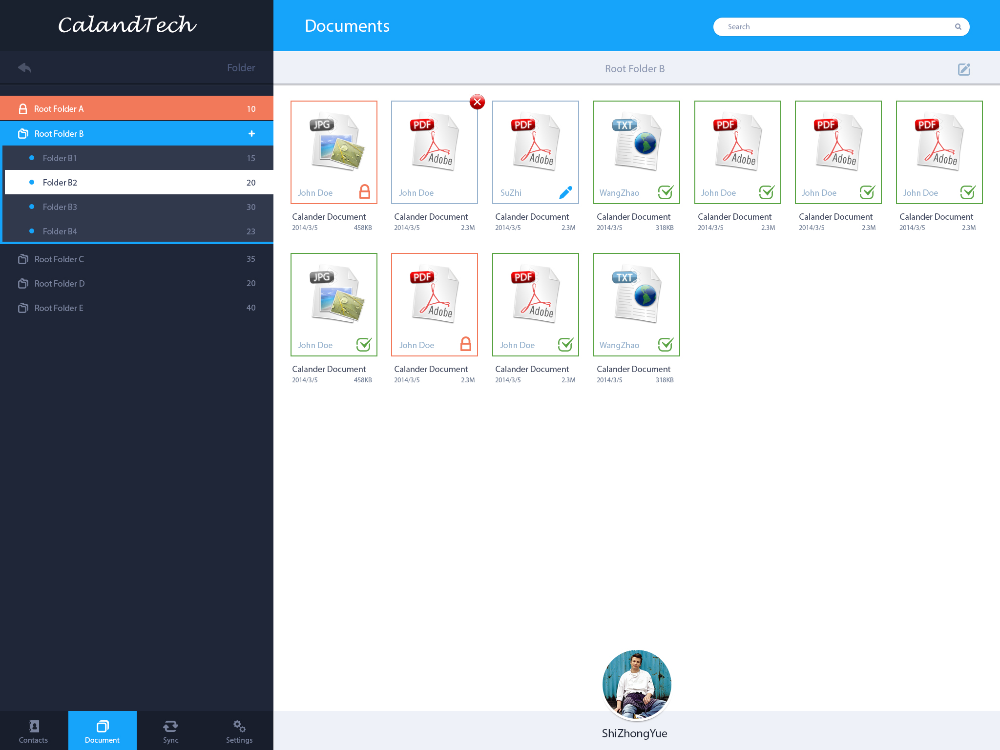 CalandTech
Documents
Search
Folder
Root Folder B
Root Folder A 10
Root Folder B
Folder B1 15
Folder B2 20
Folder B3 30
Folder B4 23
Root Folder C 35
Root Folder D 20
Root Folder E 40
JPG PDF PDF TXT PDF PDF PDF
Adobe Adobe Adobe Adobe Adobe
John Doe John Doe SuZhi WangZhao John Doe John Doe John Doe
Calander Document Calander Document Calander Document Calander Document Calander Document Calander Document Calander Document
2014/3/5 458KB 2014/3/5 2.3M 2014/3/5 2.3M 2014/3/5 318KB 2014/3/5 2.3M 2014/3/5 2.3M 2014/3/5 2.3M
JPG PDF PDF TXT
Adobe Adobe
John Doe John Doe John Doe WangZhao
Calander Document Calander Document Calander Document Calander Document
2014/3/5 458KB 2014/3/5 2.3M 2014/3/5 2.3M 2014/3/5 318KB
ShiZhongYue
Contacts Document Sync Settings